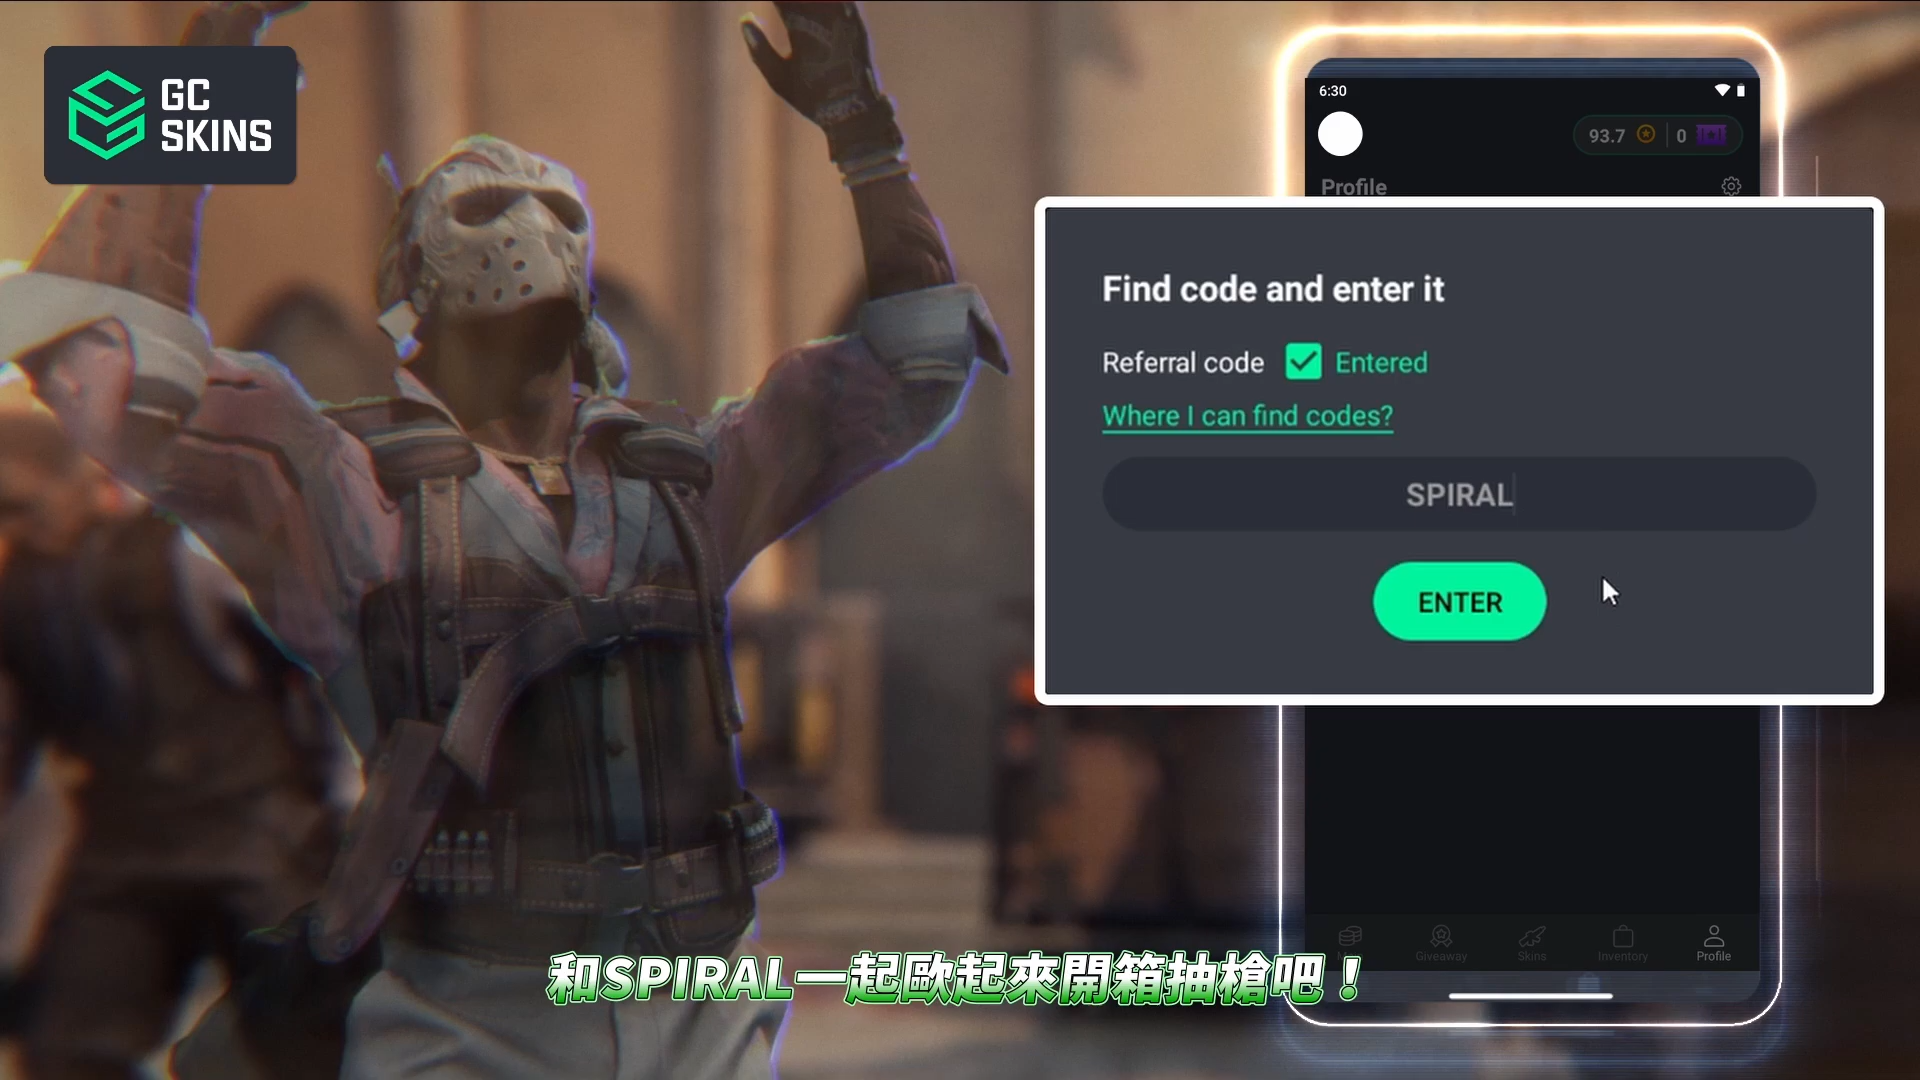 GC
SKINS
6:30
93.7
0
Profile
Find code and enter it
Referral code Entered
Where I can find codes?
SPIRAL
ENTER
Giveaway
Skins
Inventory
Profile
和SPIRAL一起歐起來開箱抽槍吧！